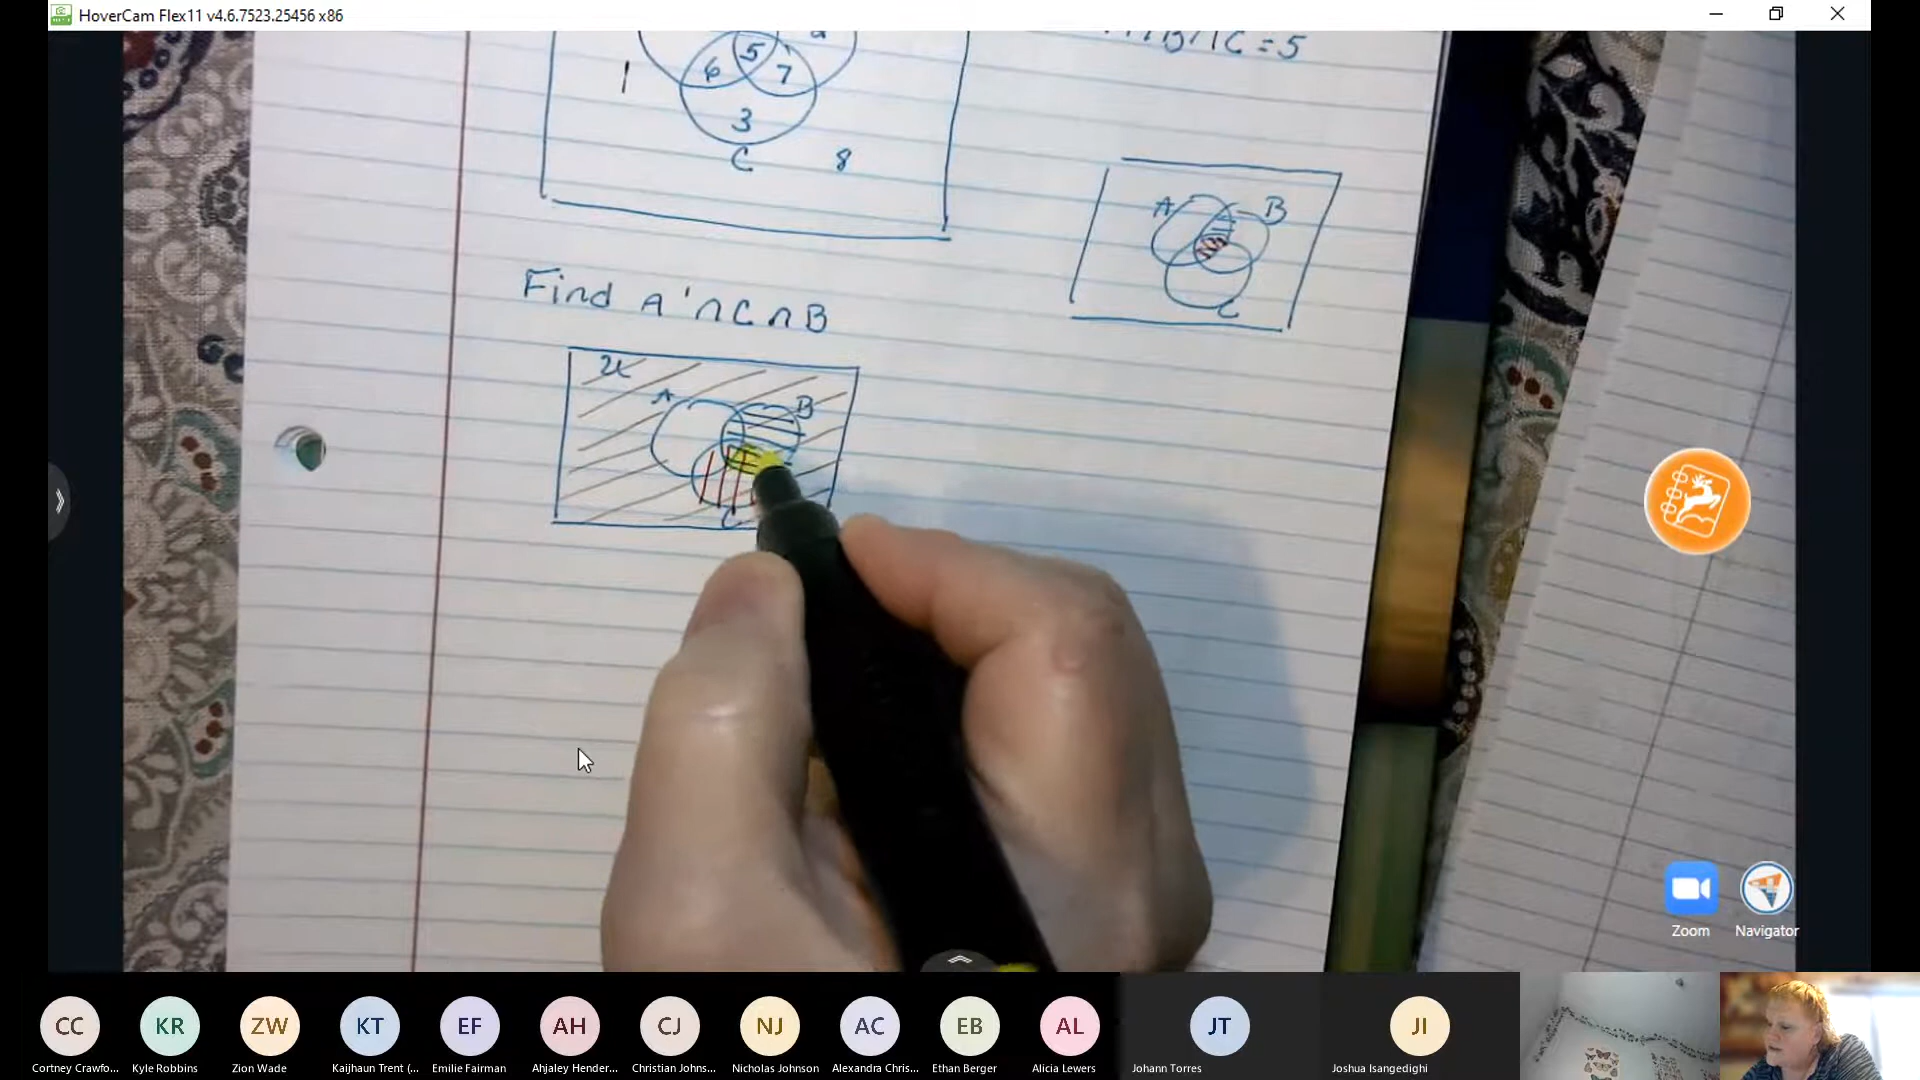 HoverCam Flex11 v4.6.7523.25456 x86
5
6 7
3
C 8
C = 5
A B
C
Find A'∩C∩B
U
A B
C
Zoom Navigator
CC KR ZW KT EF AH CJ NJ AC EB AL JT JI
Cortney Crawfo... Kyle Robbins Zion Wade Kaijhaun Trent (... Emilie Fairman Ahjaley Hender... Christian Johns... Nicholas Johnson Alexandra Chris... Ethan Berger Alicia Lewers Johann Torres Joshua Isangedighi